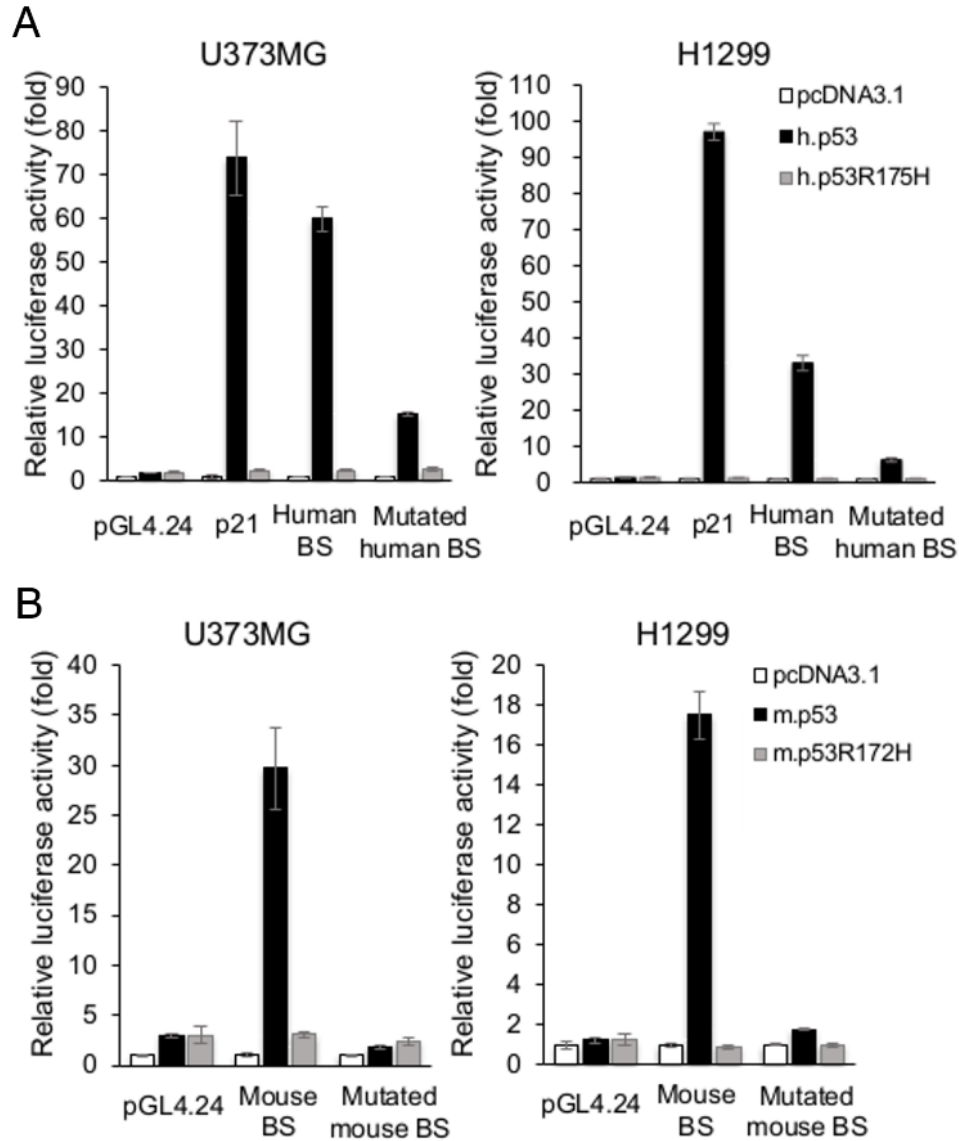 A
U373MG
Relative luciferase activity (fold)
90
80
70
60
50
40
30
20
10
0
pGL4.24
p21
Human
BS
Mutated
human BS
H1299
Relative luciferase activity (fold)
110
100
90
80
70
60
50
40
30
20
10
0
pcDNA3.1
h.p53
h.p53R175H
pGL4.24
p21
Human
BS
Mutated
human BS
B
U373MG
Relative luciferase activity (fold)
40
35
30
25
20
15
10
5
0
pGL4.24
Mouse
BS
Mutated
mouse BS
H1299
Relative luciferase activity (fold)
20
18
16
14
12
10
8
6
4
2
0
pcDNA3.1
m.p53
m.p53R172H
pGL4.24
Mouse
BS
Mutated
mouse BS